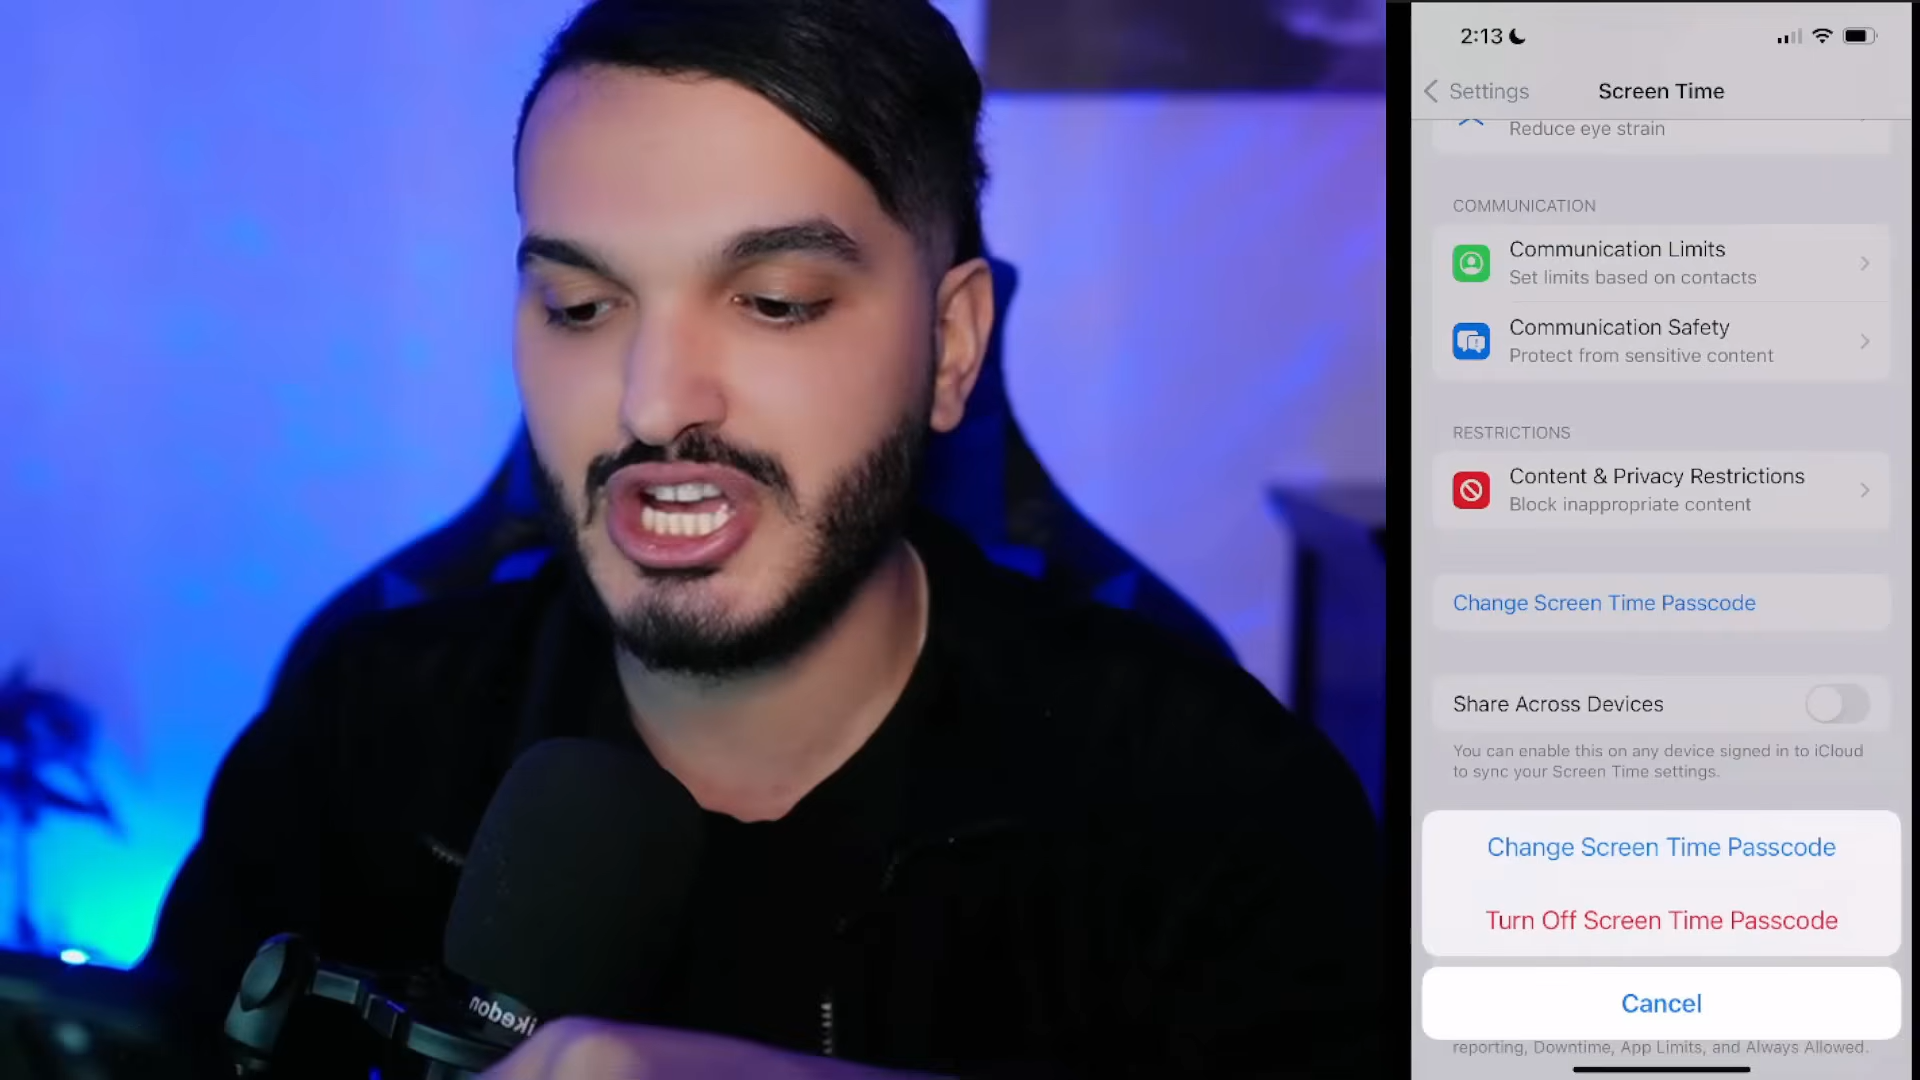 2:13
Settings
Screen Time
Reduce eye strain
COMMUNICATION
Communication Limits
Set limits based on contacts
Communication Safety
Protect from sensitive content
RESTRICTIONS
Content & Privacy Restrictions
Block inappropriate content
Change Screen Time Passcode
Share Across Devices
You can enable this on any device signed in to iCloud
to sync your Screen Time settings.
Change Screen Time Passcode
Turn Off Screen Time Passcode
Cancel
reporting, Downtime, App Limits, and Always Allowed.